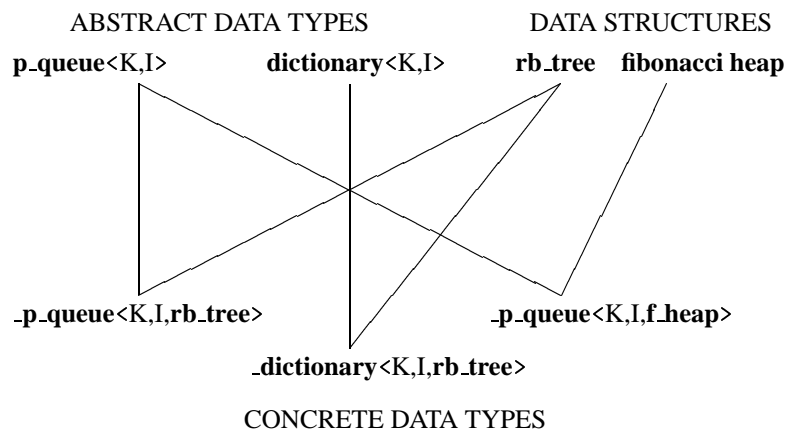 ABSTRACT DATA TYPES DATA STRUCTURES
p_queue<K,I> dictionary<K,I> rb_tree fibonacci heap
_p_queue<K,I,rb_tree> _p_queue<K,I,f_heap>
_dictionary<K,I,rb_tree>
CONCRETE DATA TYPES